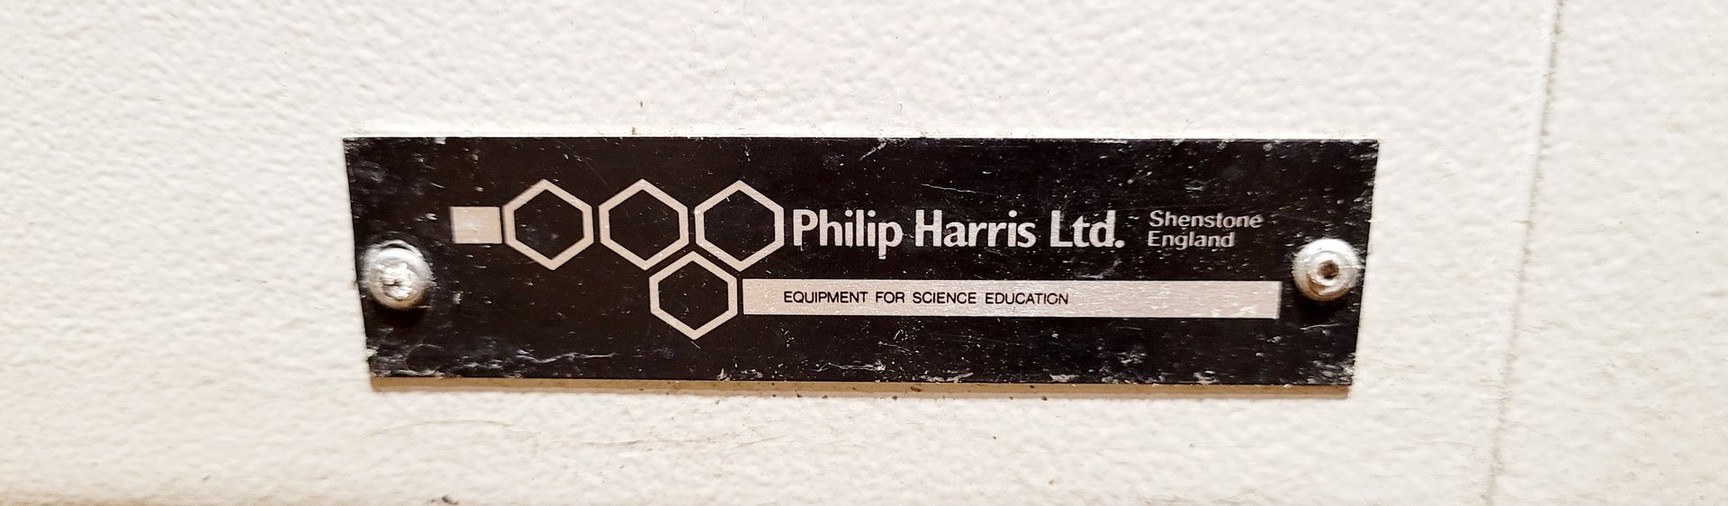 Philip Harris Ltd.
Shenstone
England
EQUIPMENT FOR SCIENCE EDUCATION